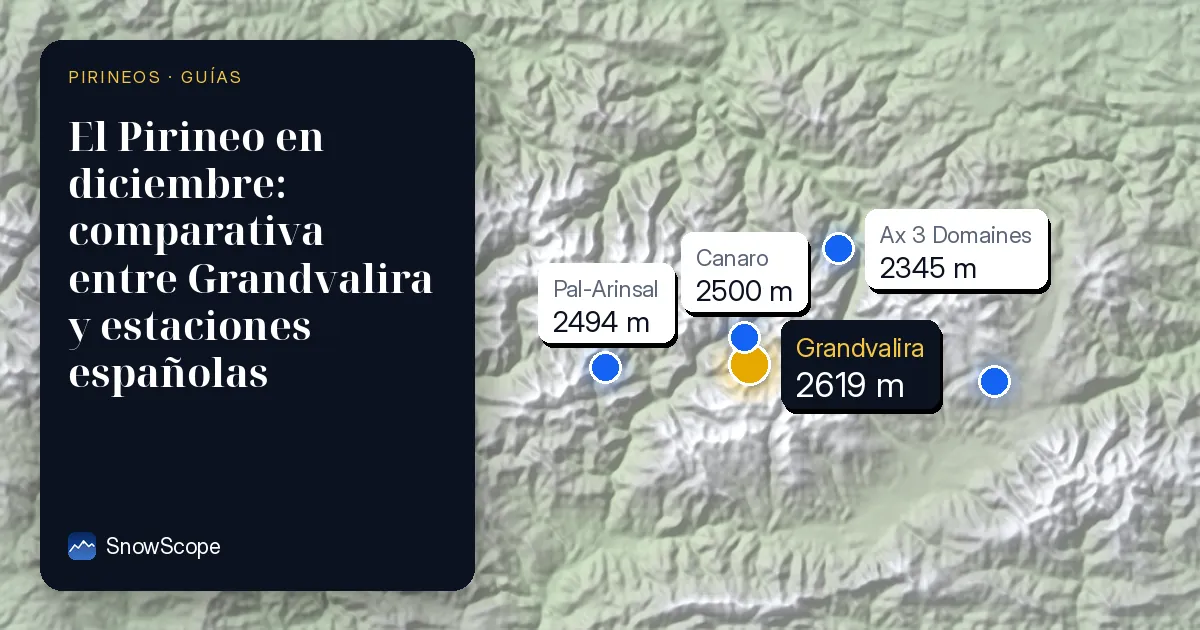 PIRINEOS · GUÍAS
El Pirineo en
diciembre:
comparativa
entre Grandvalira
y estaciones
españolas
SnowScope
Pal-Arinsal
2494 m
Canaro
2500 m
Ax 3 Domaines
2345 m
Grandvalira
2619 m